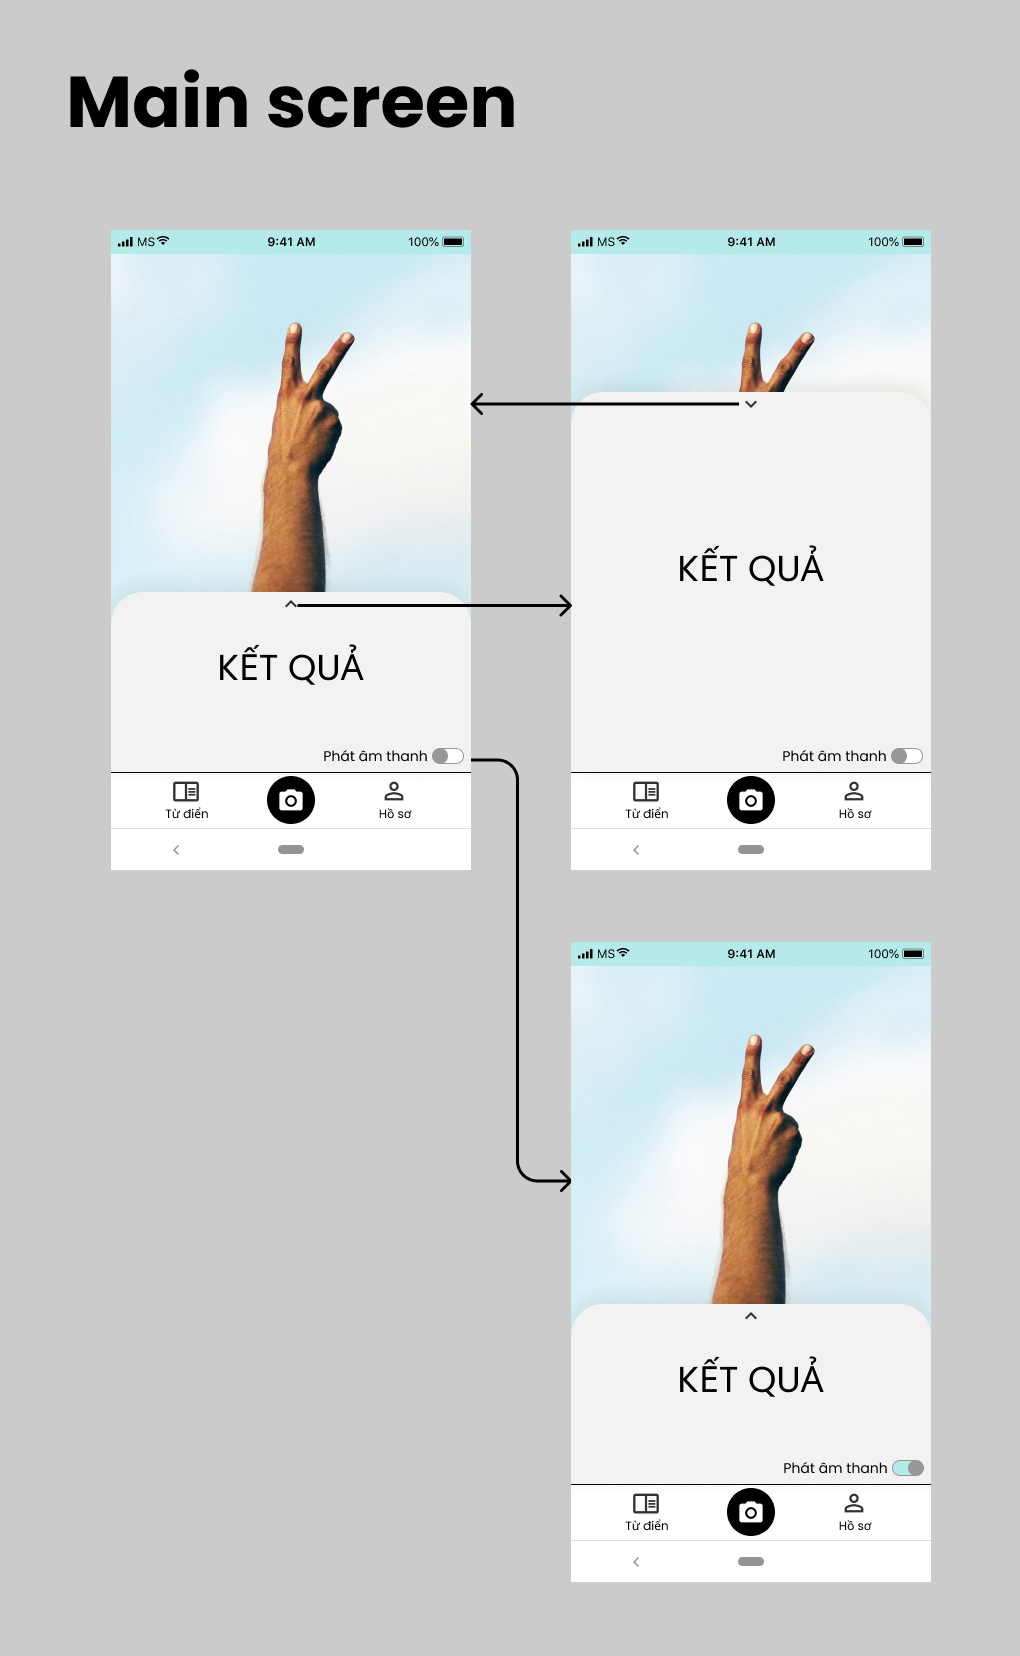 Main screen
MS 9:41 AM 100%
KẾT QUẢ
Phát âm thanh
Từ điển Hồ sơ
MS 9:41 AM 100%
KẾT QUẢ
Phát âm thanh
Từ điển Hồ sơ
MS 9:41 AM 100%
KẾT QUẢ
Phát âm thanh
Từ điển Hồ sơ